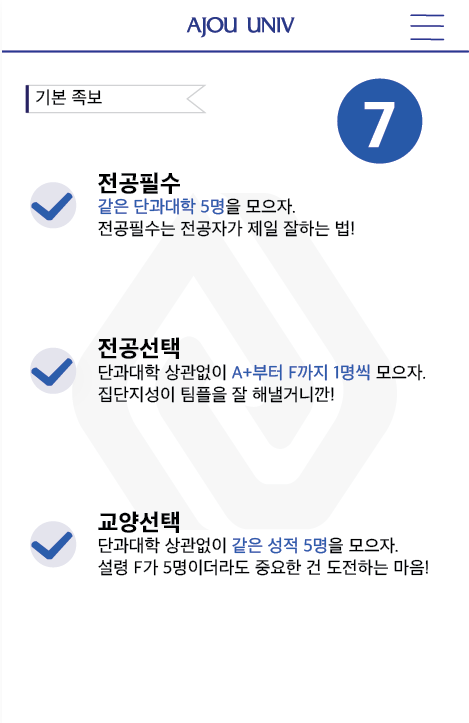 AJOU UNIV
기본 족보
7
전공필수
같은 단과대학 5명을 모으자.
전공필수는 전공자가 제일 잘하는 법!
전공선택
단과대학 상관없이 A+부터 F까지 1명씩 모으자.
집단지성이 팀플을 잘 해낼거니깐!
교양선택
단과대학 상관없이 같은 성적 5명을 모으자.
설령 F가 5명이더라도 중요한 건 도전하는 마음!